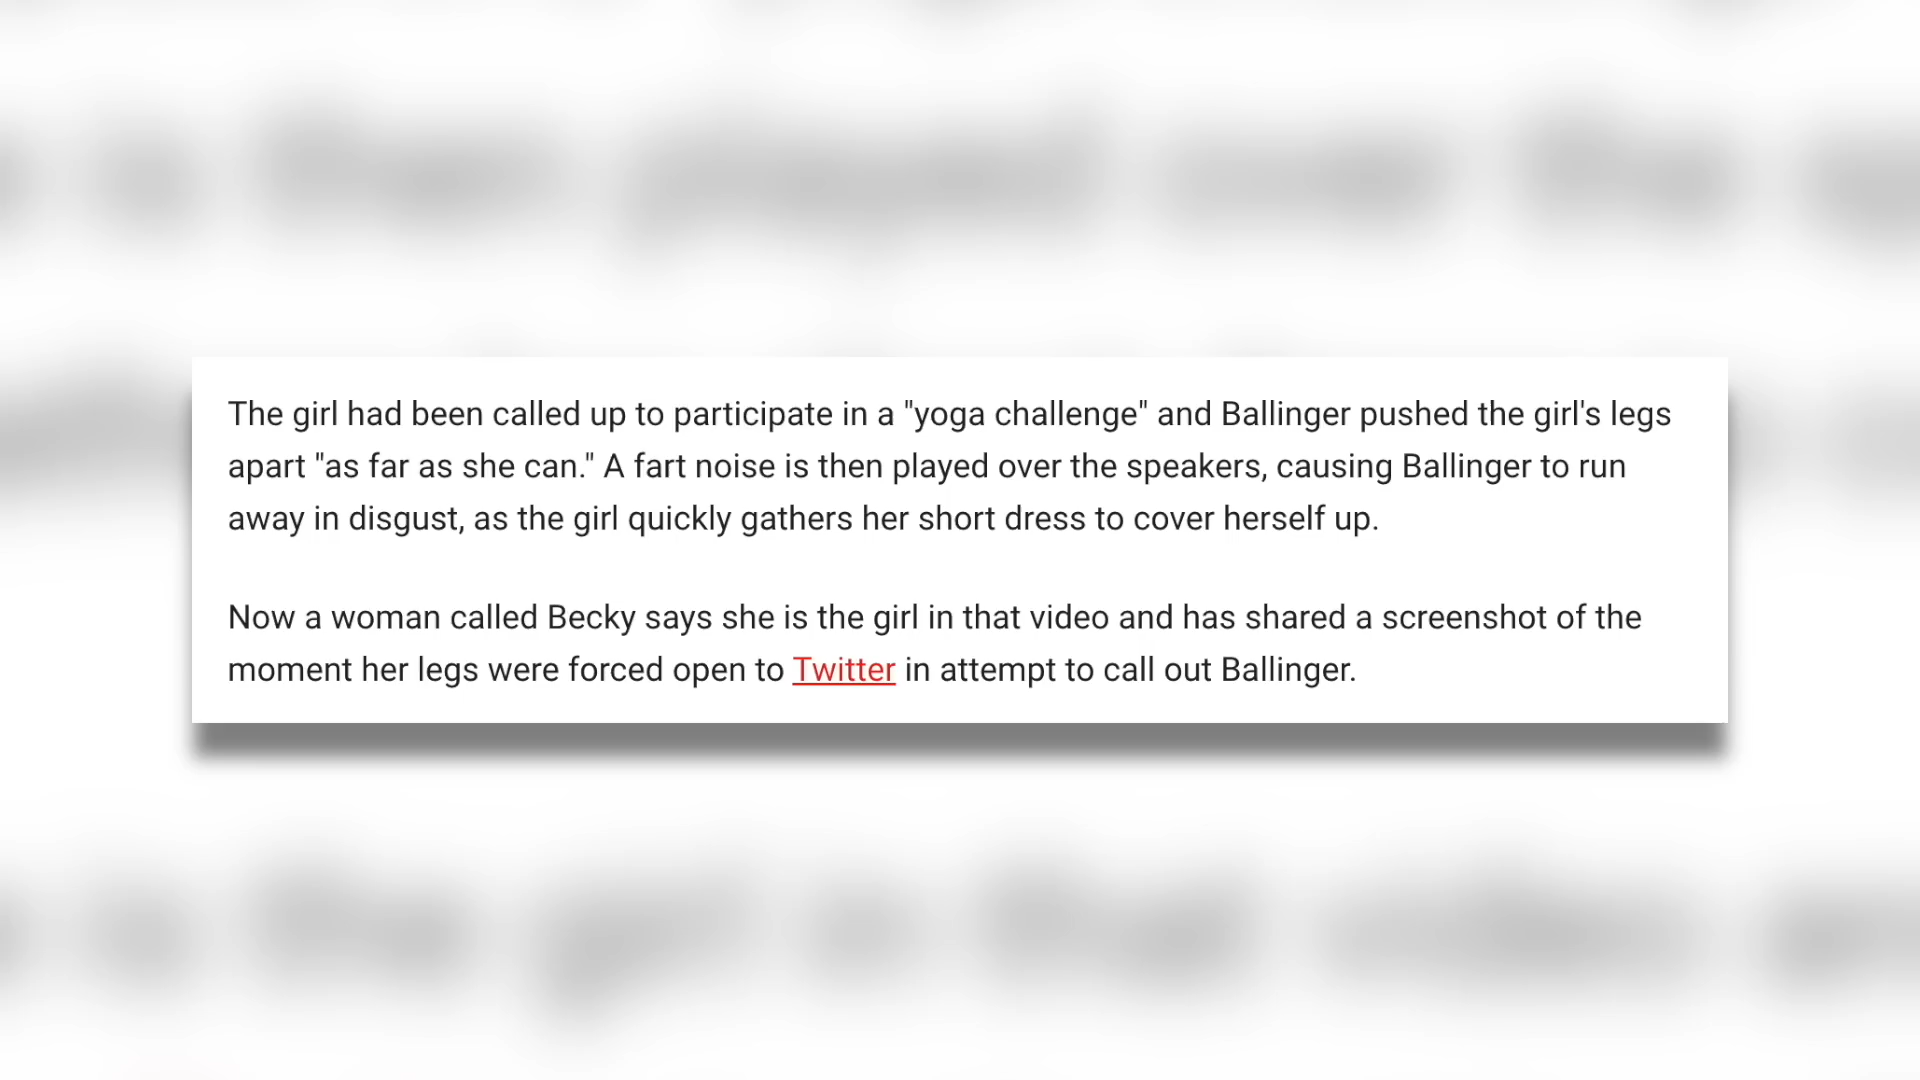 The girl had been called up to participate in a "yoga challenge" and Ballinger pushed the girl's legs
apart "as far as she can." A fart noise is then played over the speakers, causing Ballinger to run
away in disgust, as the girl quickly gathers her short dress to cover herself up.
Now a woman called Becky says she is the girl in that video and has shared a screenshot of the
moment her legs were forced open to Twitter in attempt to call out Ballinger.